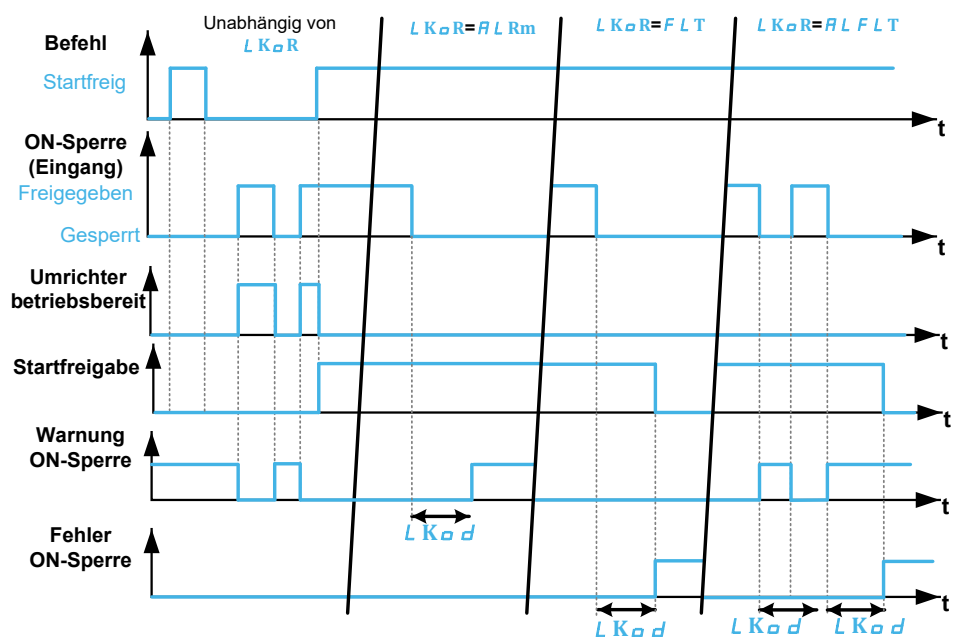 Unabhängig von
LKoR
LKoR=ALRm
LKoR=FLT
LKoR=ALFLT
Befehl
Startfreig
t
ON-Sperre
(Eingang)
Freigegeben
Gesperrt
t
Umrichter
betriebsbereit
t
Startfreigabe
t
Warnung
ON-Sperre
t
LKod
Fehler
ON-Sperre
t
LKod
LKod
LKod